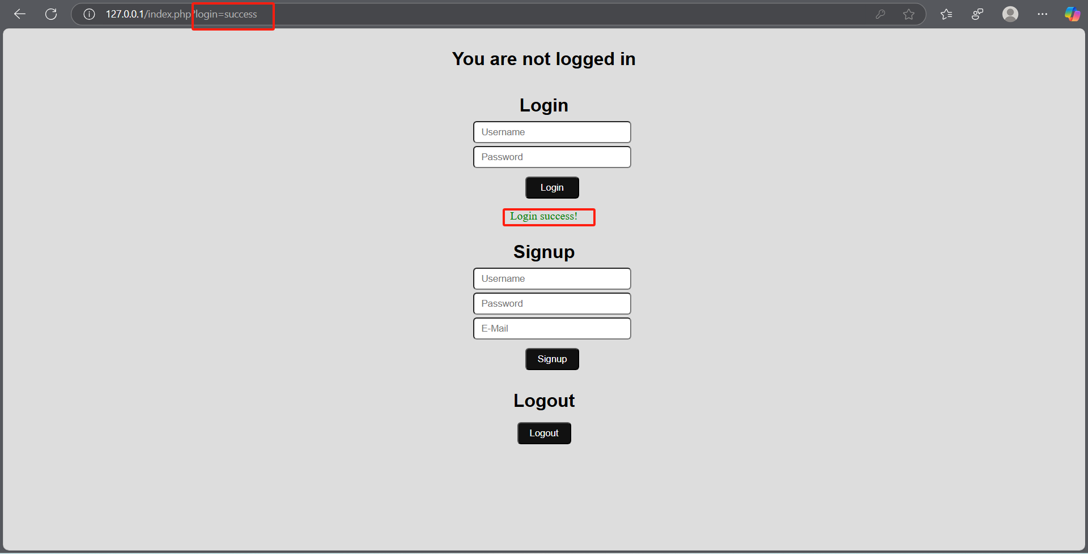 127.0.0.1/index.php?login=success
You are not logged in
Login
Username
Password
Login
Login success!
Signup
Username
Password
E-Mail
Signup
Logout
Logout